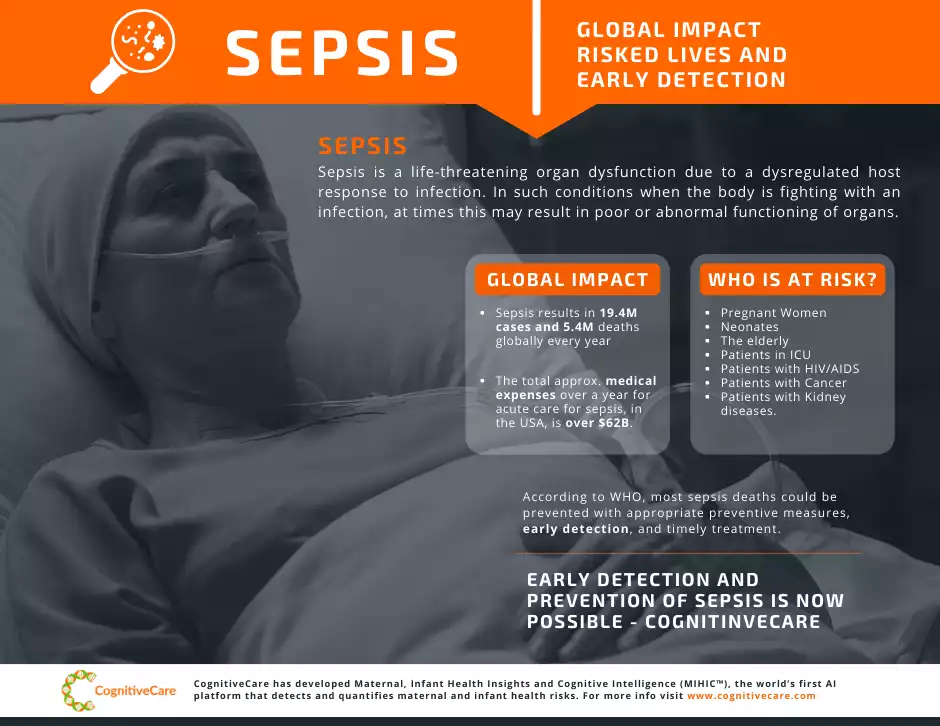 SEPSIS
GLOBAL IMPACT
RISKED LIVES AND
EARLY DETECTION
SEPSIS
Sepsis is a life-threatening organ dysfunction due to a dysregulated host
response to infection. In such conditions when the body is fighting with an
infection, at times this may result in poor or abnormal functioning of organs.
GLOBAL IMPACT
• Sepsis results in 19.4M
cases and 5.4M deaths
globally every year
• The total approx. medical
expenses over a year for
acute care for sepsis, in
the USA, is over $62B.
WHO IS AT RISK?
• Pregnant Women
• Neonates
• The elderly
• Patients in ICU
• Patients with HIV/AIDS
• Patients with Cancer
• Patients with Kidney
diseases.
According to WHO, most sepsis deaths could be
prevented with appropriate preventive measures,
early detection, and timely treatment.
EARLY DETECTION AND
PREVENTION OF SEPSIS IS NOW
POSSIBLE - COGNITINVECARE
CognitiveCare
CognitiveCare has developed Maternal, Infant Health Insights and Cognitive Intelligence (MIHIC™), the world's first AI
platform that detects and quantifies maternal and infant health risks. For more info visit www.cognitivecare.com